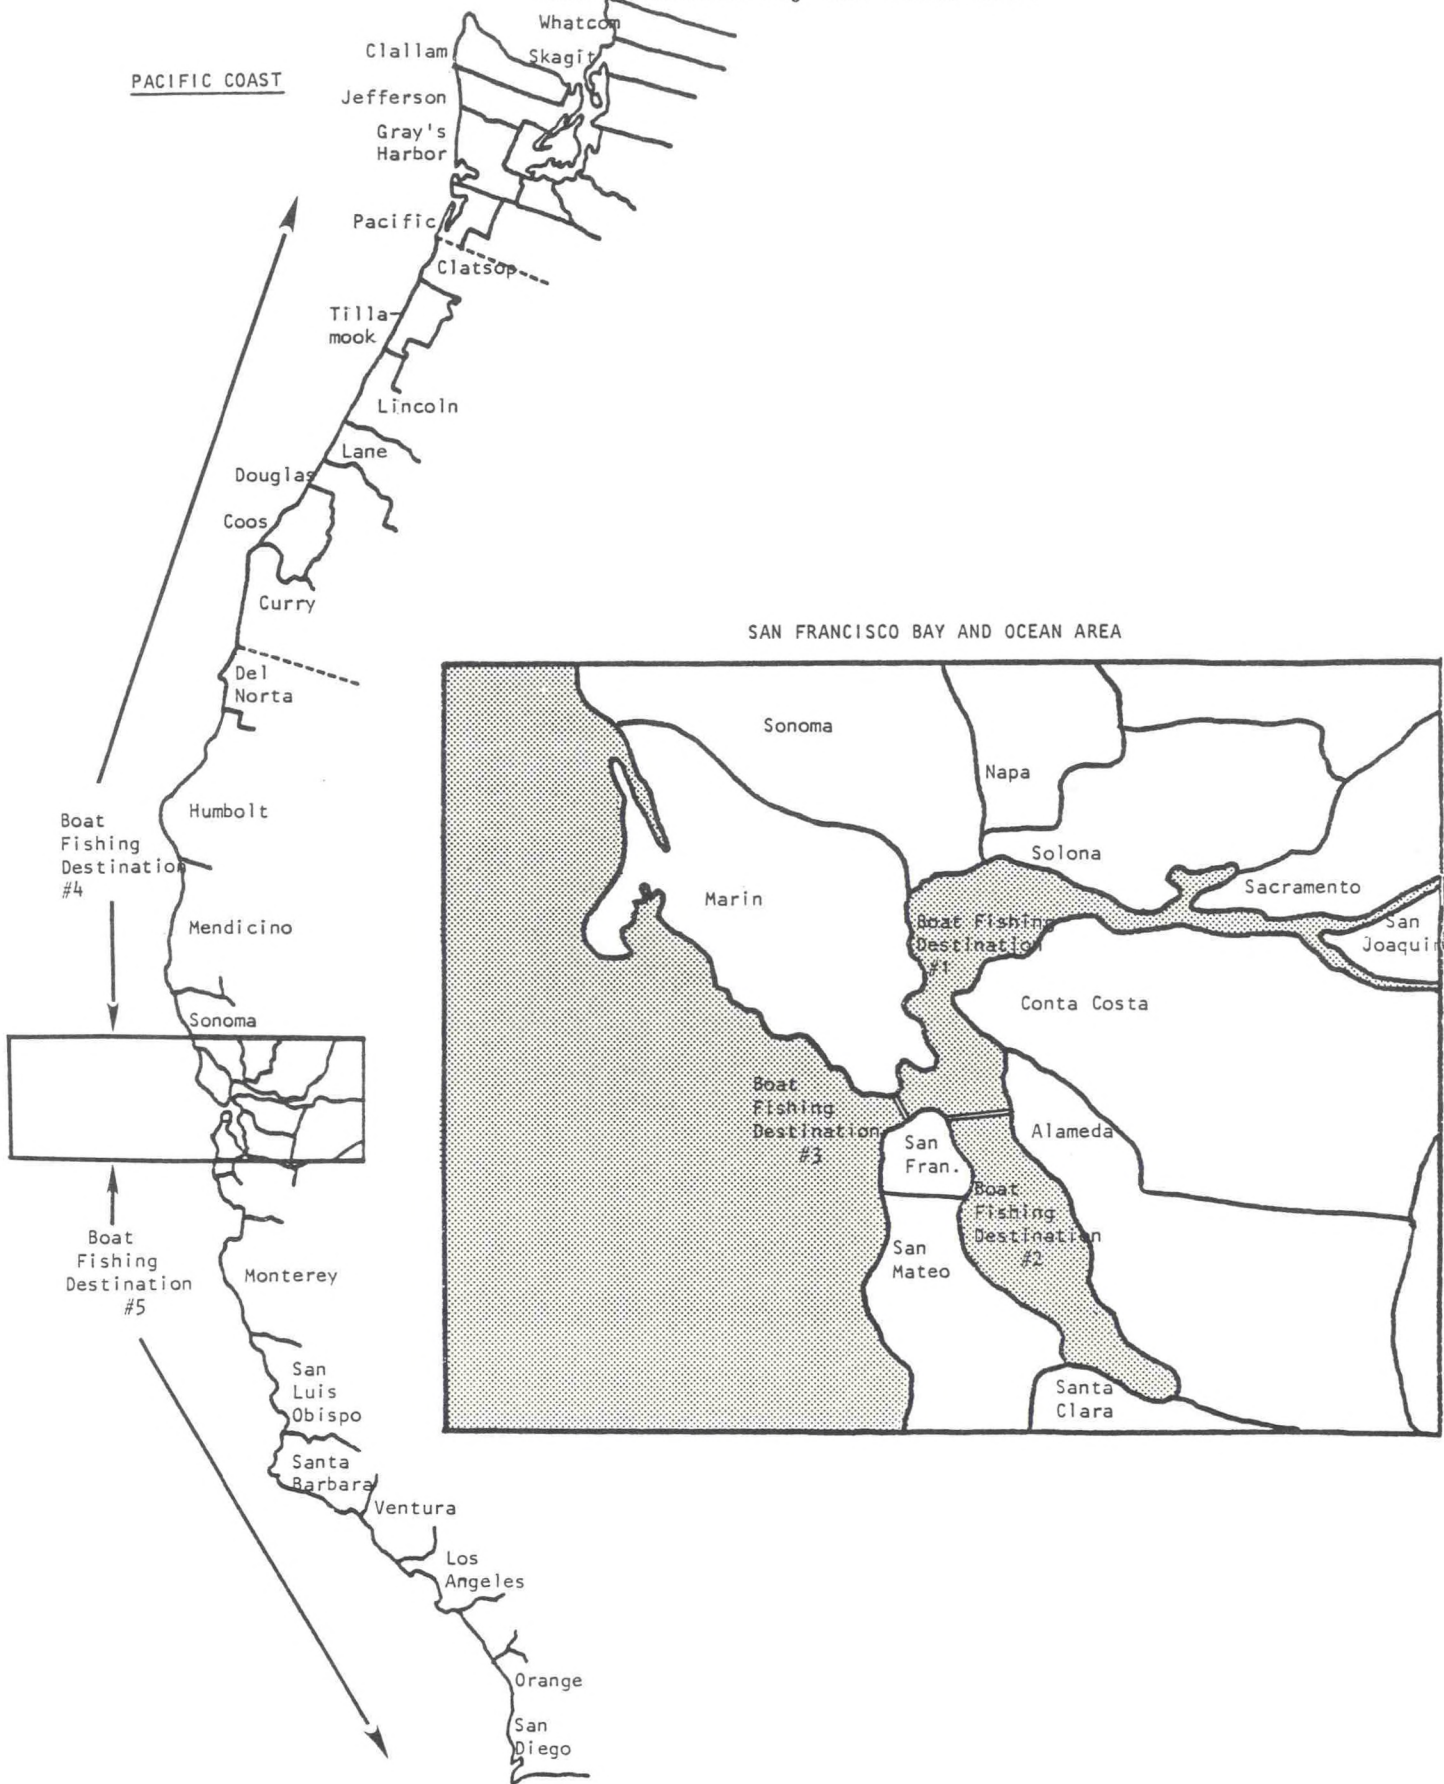 Whatcom
Clallam
Skagit
PACIFIC COAST
Jefferson
Gray's
Harbor
Pacific
Clatsop
Tilla-
mook
Lincoln
Lane
Douglas
Coos
Curry
Del
Norta
Humbolt
Boat
Fishing
Destination
#4
Mendicino
Sonoma
Boat
Fishing
Destination
#5
Monterey
San
Luis
Obispo
Santa
Barbara
Ventura
Los
Angeles
Orange
San
Diego
SAN FRANCISCO BAY AND OCEAN AREA
Sonoma
Napa
Solona
Sacramento
Marin
Boat Fishing
Destination
#1
San
Joaquin
Conta Costa
Boat
Fishing
Destination
#3
San
Fran.
Alameda
Boat
Fishing
Destination
#2
San
Mateo
Santa
Clara